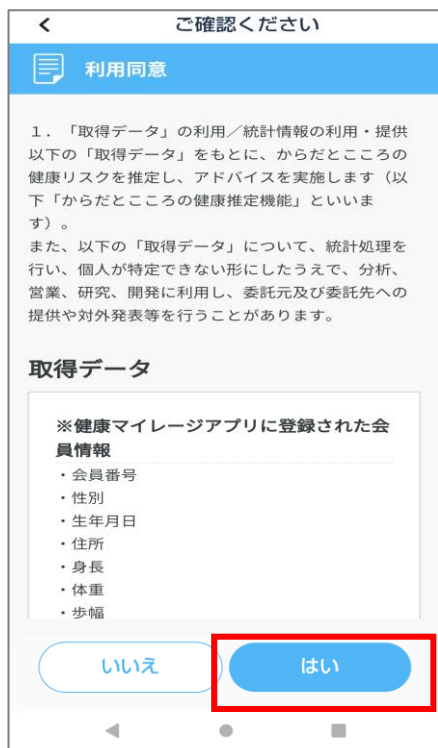 ご確認ください
利用同意
1．「取得データ」の利用／統計情報の利用・提供
以下の「取得データ」をもとに、からだとこころの
健康リスクを推定し、アドバイスを実施します（以
下「からだとこころの健康推定機能」といいま
す）。
また、以下の「取得データ」について、統計処理を
行い、個人が特定できない形にしたうえで、分析、
営業、研究、開発に利用し、委託元及び委託先への
提供や対外発表等を行うことがあります。
取得データ
※健康マイレージアプリに登録された会
員情報
・会員番号
・性別
・生年月日
・住所
・身長
・体重
・歩幅
いいえ
はい